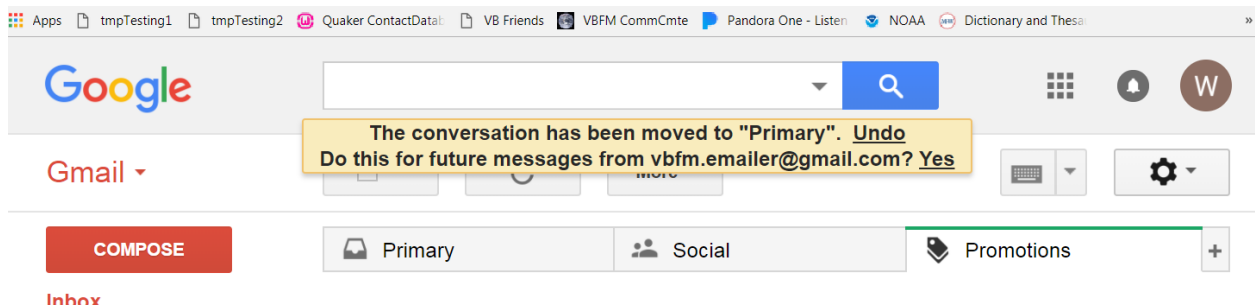 Apps tmpTesting1 tmpTesting2 Quaker ContactDatab VB Friends VBFM CommCmte Pandora One - Listen NOAA Dictionary and Thesa »
Google
W
The conversation has been moved to "Primary". Undo
Do this for future messages from vbfm.emailer@gmail.com? Yes
Gmail
More
COMPOSE
Primary Social Promotions +
Inbox